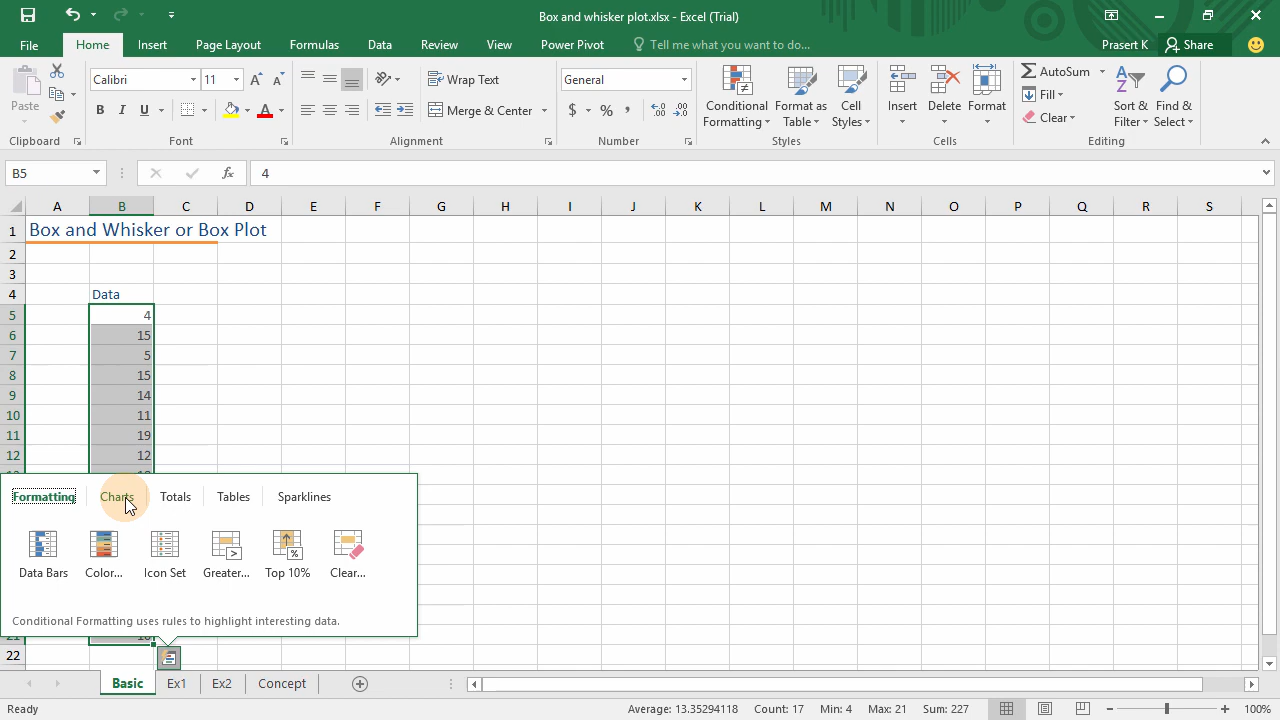 Box and whisker plot.xlsx - Excel (Trial)
File Home Insert Page Layout Formulas Data Review View Power Pivot Tell me what you want to do... Prasert K Share
Paste
Clipboard
Calibri 11
B I U A
Font
Wrap Text
Merge & Center
Alignment
General
$ % ,
Number
Conditional Formatting
Format as Table
Cell Styles
Styles
Insert Delete Format
Cells
AutoSum
Fill
Clear
Sort & Filter
Find & Select
Editing
B5 fx 4
A B C D E F G H I J K L M N O P Q R S
1 Box and Whisker or Box Plot
2
3
4 Data
5 4
6 15
7 5
8 15
9 14
10 11
11 19
12 12
Formatting Charts Totals Tables Sparklines
Data Bars Color... Icon Set Greater... Top 10% Clear...
Conditional Formatting uses rules to highlight interesting data.
22
Basic Ex1 Ex2 Concept
Ready Average: 13.35294118 Count: 17 Min: 4 Max: 21 Sum: 227 100%